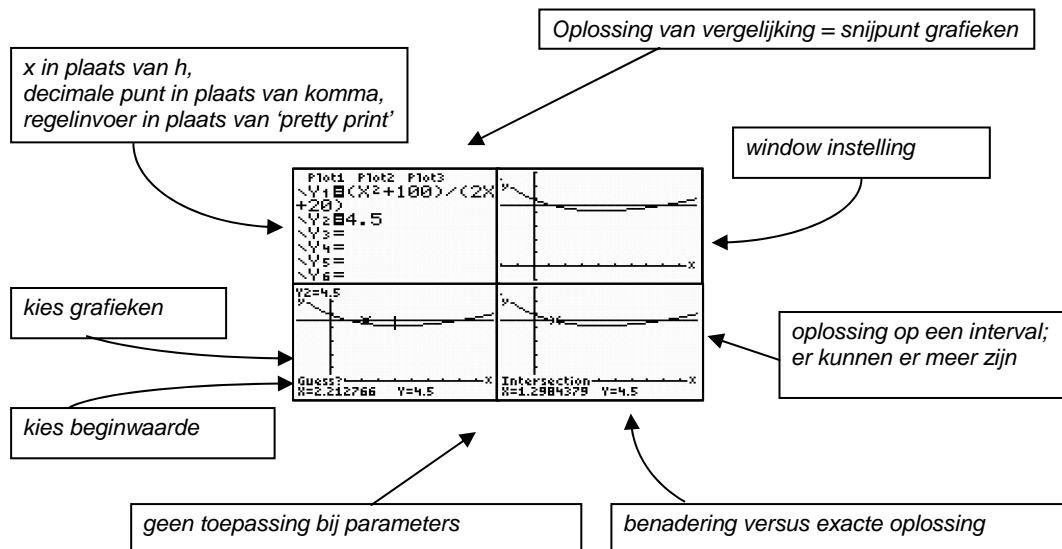 Oplossing van vergelijking = snijpunt grafieken
x in plaats van h,
decimale punt in plaats van komma,
regelinvoer in plaats van ‘pretty print’
window instelling
Plot1 Plot2 Plot3
\Y1=(X²+100)/(2X
+20)
\Y2=4.5
\Y3=
\Y4=
\Y5=
\Y6=
y
x
kies grafieken
Y2=4.5
y
x
Guess?
X=2.212766 Y=4.5
y
x
Intersection
X=1.2984379 Y=4.5
oplossing op een interval;
er kunnen er meer zijn
kies beginwaarde
geen toepassing bij parameters
benadering versus exacte oplossing